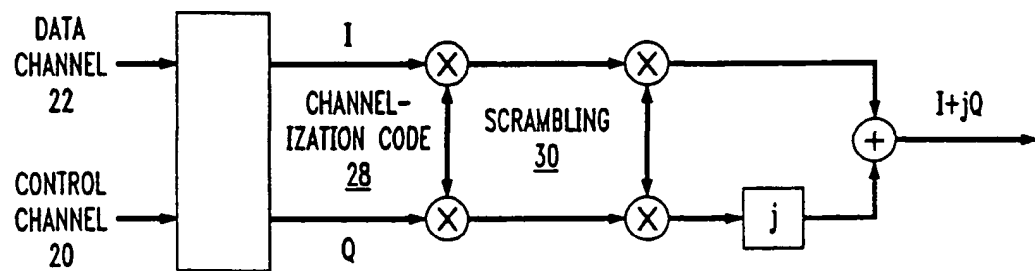 DATA
CHANNEL
22
I
CHANNEL-
IZATION CODE
28
SCRAMBLING
30
I+jQ
CONTROL
CHANNEL
20
Q
j